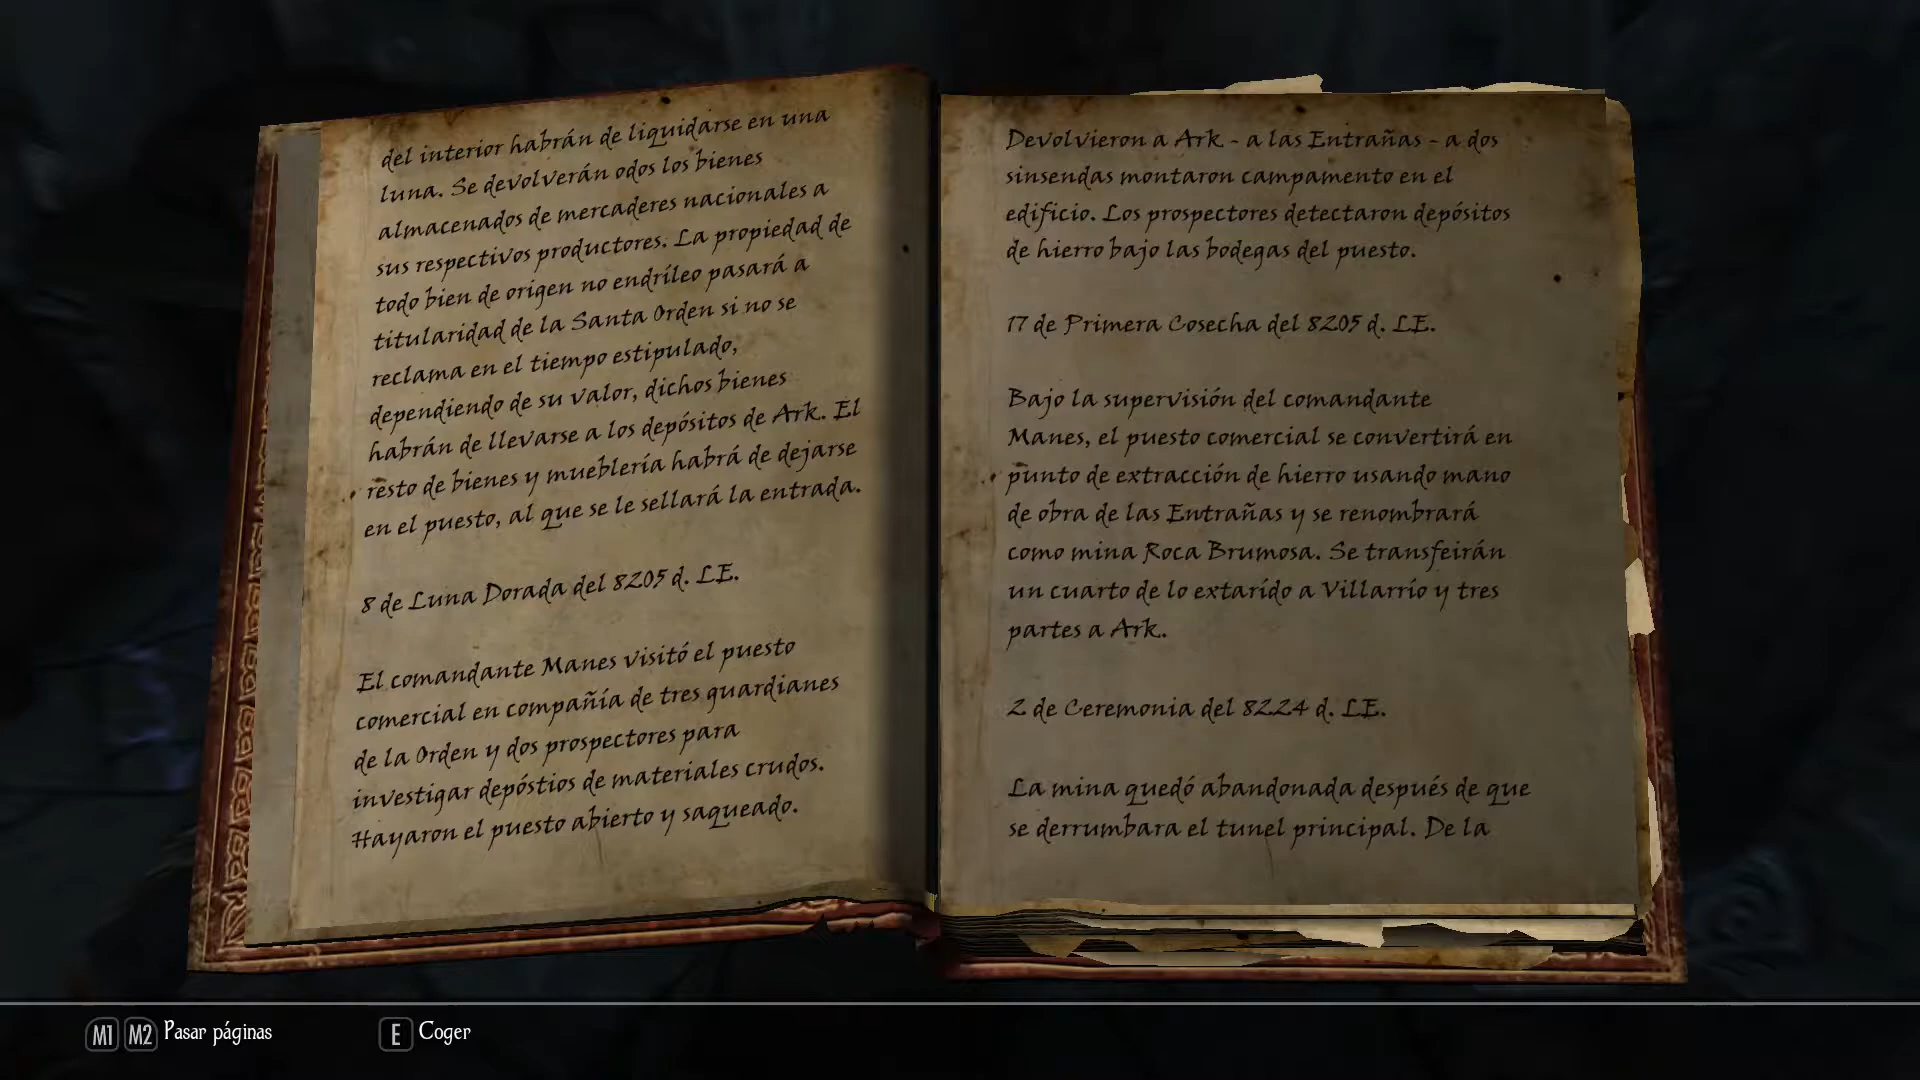 del interior habrán de liquidarse en una
luna. Se devolverán odos los bienes
almacenados de mercaderes nacionales a
sus respectivos productores. La propiedad de
todo bien de origen no endríleo pasará a
titularidad de la Santa Orden si no se
reclama en el tiempo estipulado,
dependiendo de su valor, dichos bienes
habrán de llevarse a los depósitos de Ark. El
resto de bienes y mueblería habrá de dejarse
en el puesto, al que se le sellará la entrada.
8 de Luna Dorada del 8205 d. LE.
El comandante Manes visitó el puesto
comercial en compañía de tres guardianes
de la Orden y dos prospectores para
investigar depóstios de materiales crudos.
Hayaron el puesto abierto y saqueado.
Devolvieron a Ark - a las Entrañas - a dos
sinsendas montaron campamento en el
edificio. Los prospectores detectaron depósitos
de hierro bajo las bodegas del puesto.
17 de Primera Cosecha del 8205 d. LE.
Bajo la supervisión del comandante
Manes, el puesto comercial se convertirá en
punto de extracción de hierro usando mano
de obra de las Entrañas y se renombrará
como mina Roca Brumosa. Se transfeirán
un cuarto de lo extarído a Villarrío y tres
partes a Ark.
2 de Ceremonia del 8224 d. LE.
La mina quedó abandonada después de que
se derrumbara el tunel principal. De la
M1 M2 Pasar páginas
E Coger